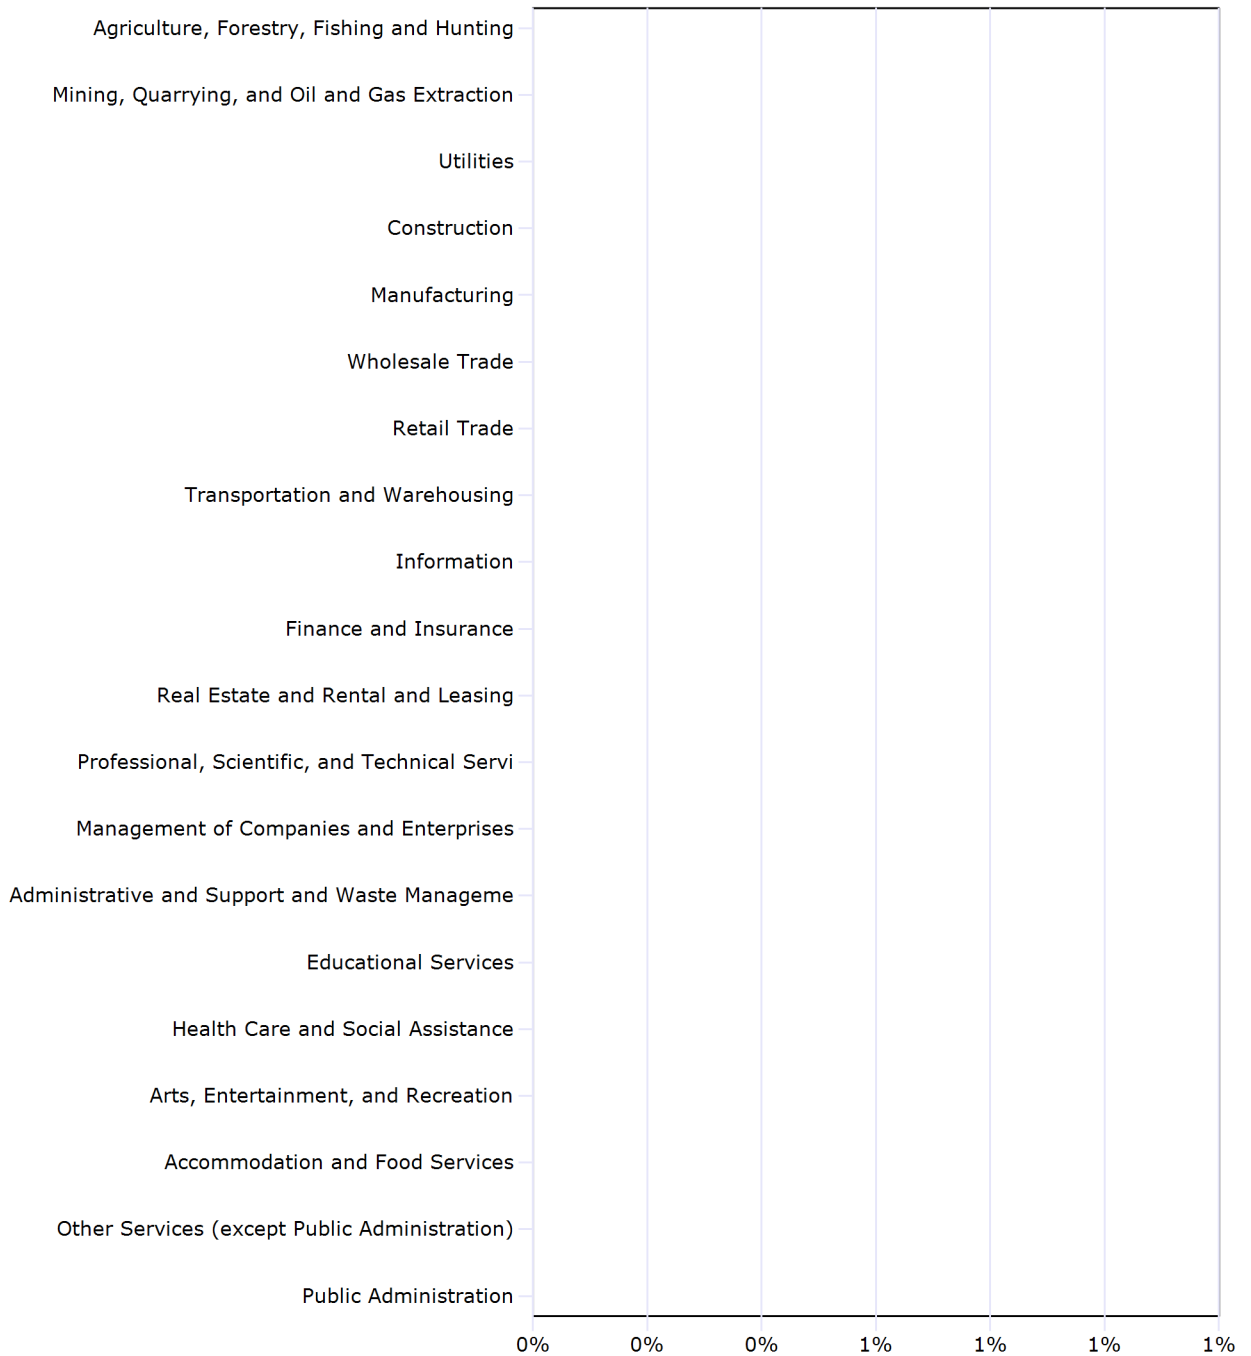 Agriculture, Forestry, Fishing and Hunting
Mining, Quarrying, and Oil and Gas Extraction
Utilities
Construction
Manufacturing
Wholesale Trade
Retail Trade
Transportation and Warehousing
Information
Finance and Insurance
Real Estate and Rental and Leasing
Professional, Scientific, and Technical Servi
Management of Companies and Enterprises
Administrative and Support and Waste Manageme
Educational Services
Health Care and Social Assistance
Arts, Entertainment, and Recreation
Accommodation and Food Services
Other Services (except Public Administration)
Public Administration
0% 0% 0% 1% 1% 1% 1%